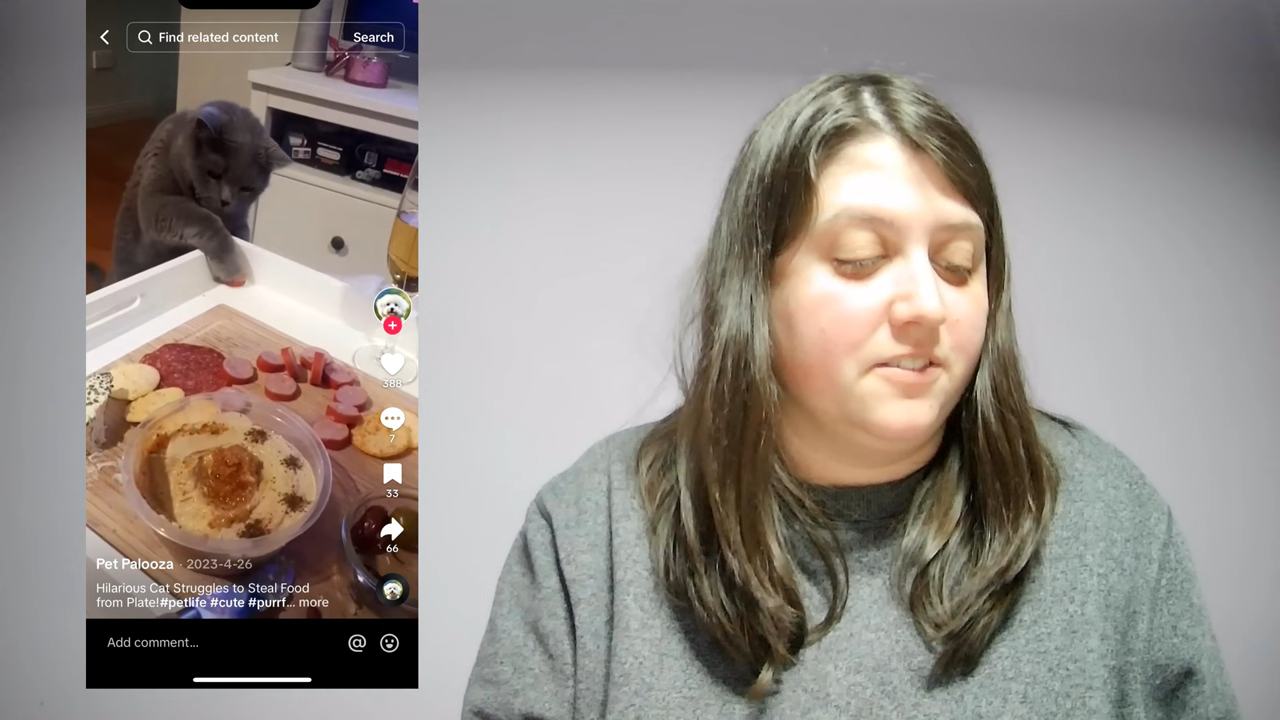 Find related content
Search
388
7
33
66
Pet Palooza · 2023-4-26
Hilarious Cat Struggles to Steal Food
from Plate!#petlife #cute #purrf... more
Add comment...